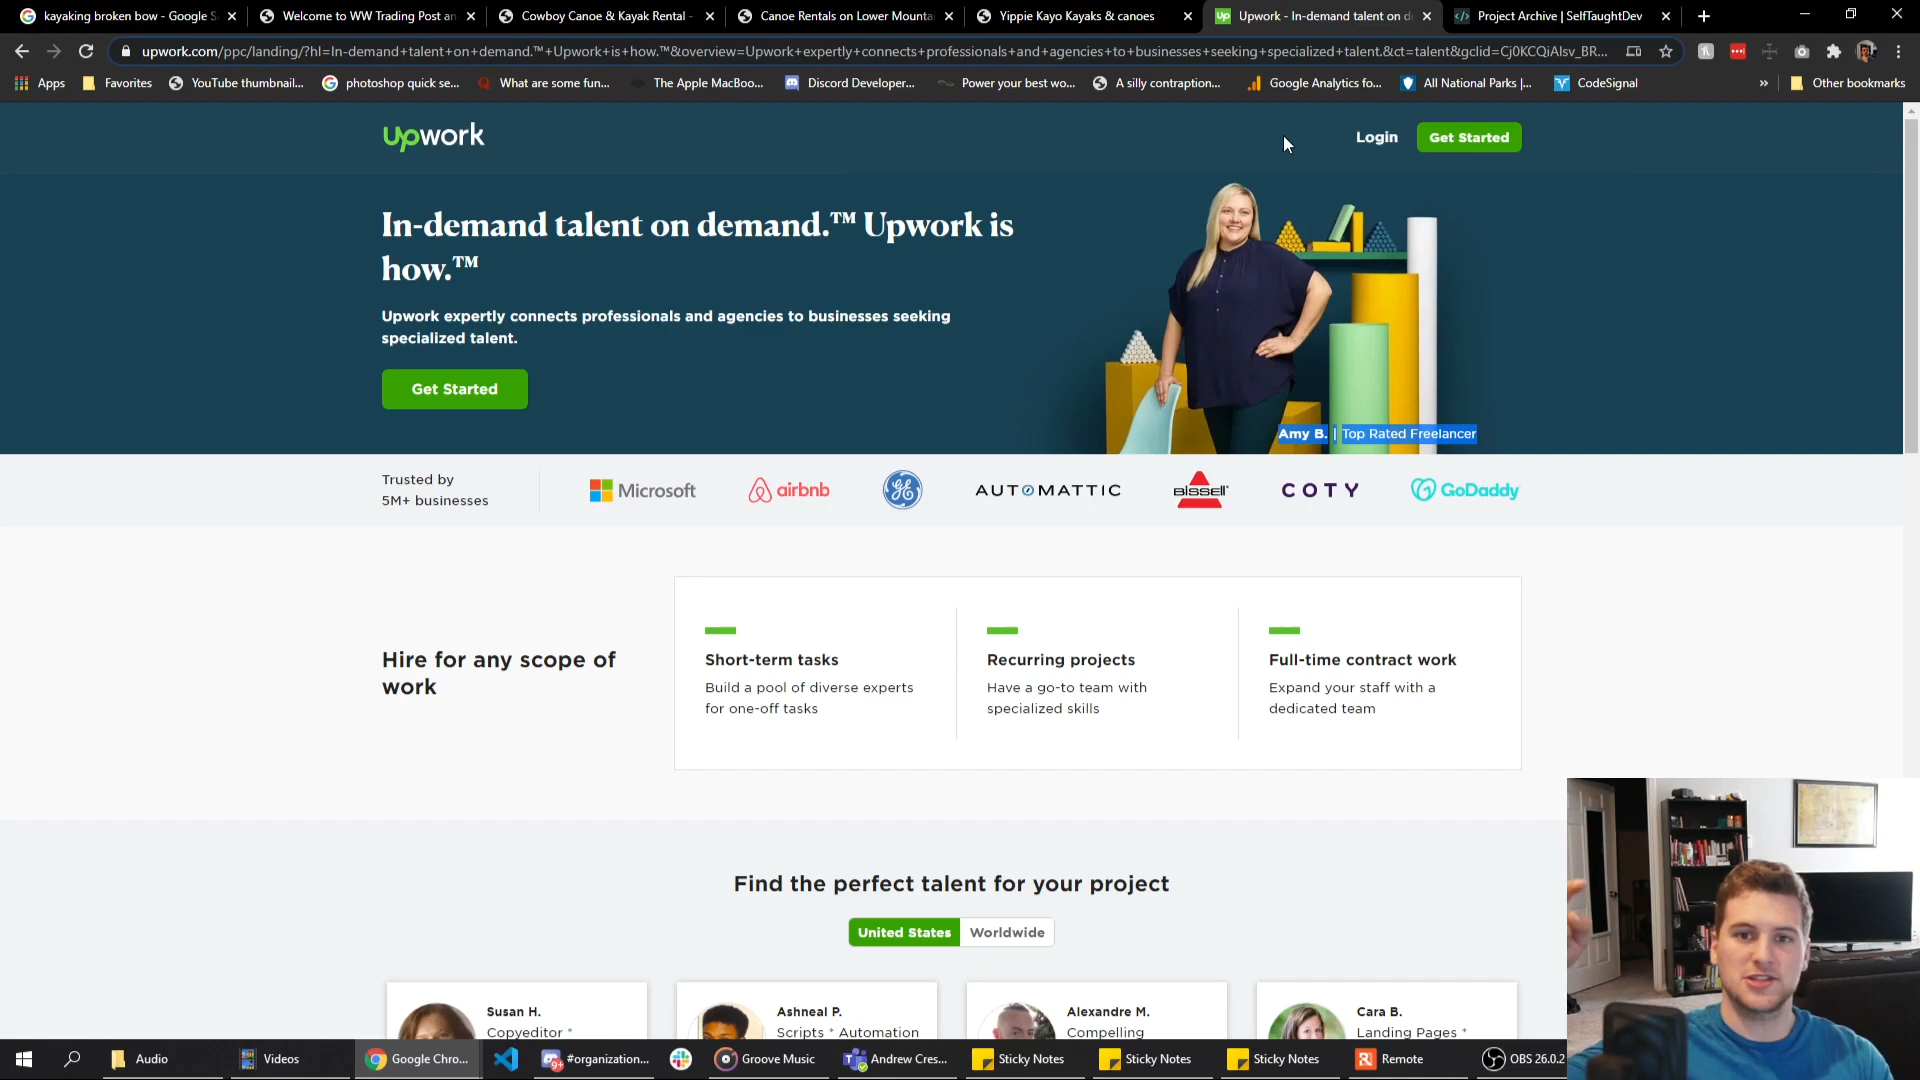 kayaking broken bow - Google S
Welcome to WW Trading Post an
Cowboy Canoe & Kayak Rental -
Canoe Rentals on Lower Mounta
Yippie Kayo Kayaks & canoes
Up
Upwork - In-demand talent on d
Project Archive | SelfTaughtDev
upwork.com/ppc/landing/?hl=In-demand+talent+on+demand.™+Upwork+is+how.™&overview=Upwork+expertly+connects+professionals+and+agencies+to+businesses+seeking+specialized+talent.&ct=talent&gclid=Cj0KCQiAlsv_BR...
Apps
Favorites
YouTube thumbnail...
photoshop quick se...
What are some fun...
The Apple MacBoo...
Discord Developer...
Power your best wo...
A silly contraption...
Google Analytics fo...
All National Parks |...
CodeSignal
»
Other bookmarks
upwork
Login
Get Started
In-demand talent on demand.™ Upwork is
how.™
Upwork expertly connects professionals and agencies to businesses seeking
specialized talent.
Get Started
Amy B. | Top Rated Freelancer
Trusted by
5M+ businesses
Microsoft
airbnb
GE
AUTOMATTIC
BISSELL
COTY
GoDaddy
Hire for any scope of
work
Short-term tasks
Build a pool of diverse experts
for one-off tasks
Recurring projects
Have a go-to team with
specialized skills
Full-time contract work
Expand your staff with a
dedicated team
Find the perfect talent for your project
United States
Worldwide
Susan H.
Copyeditor *
Ashneal P.
Scripts * Automation
Alexandre M.
Compelling
Cara B.
Landing Pages *
Audio
Videos
Google Chro...
#organization...
Groove Music
Andrew Cres...
Sticky Notes
Sticky Notes
Sticky Notes
Remote
OBS 26.0.2